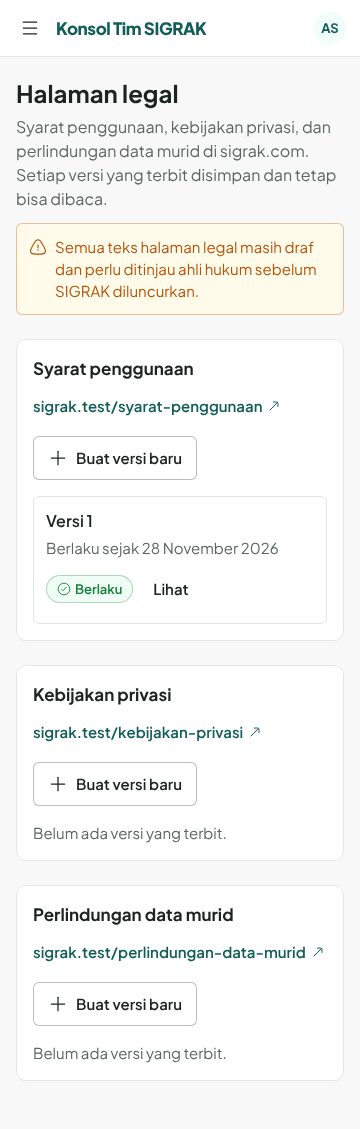 Konsol Tim SIGRAK
AS
Halaman legal
Syarat penggunaan, kebijakan privasi, dan
perlindungan data murid di sigrak.com.
Setiap versi yang terbit disimpan dan tetap
bisa dibaca.
Semua teks halaman legal masih draf
dan perlu ditinjau ahli hukum sebelum
SIGRAK diluncurkan.
Syarat penggunaan
sigrak.test/syarat-penggunaan
Buat versi baru
Versi 1
Berlaku sejak 28 November 2026
Berlaku
Lihat
Kebijakan privasi
sigrak.test/kebijakan-privasi
Buat versi baru
Belum ada versi yang terbit.
Perlindungan data murid
sigrak.test/perlindungan-data-murid
Buat versi baru
Belum ada versi yang terbit.